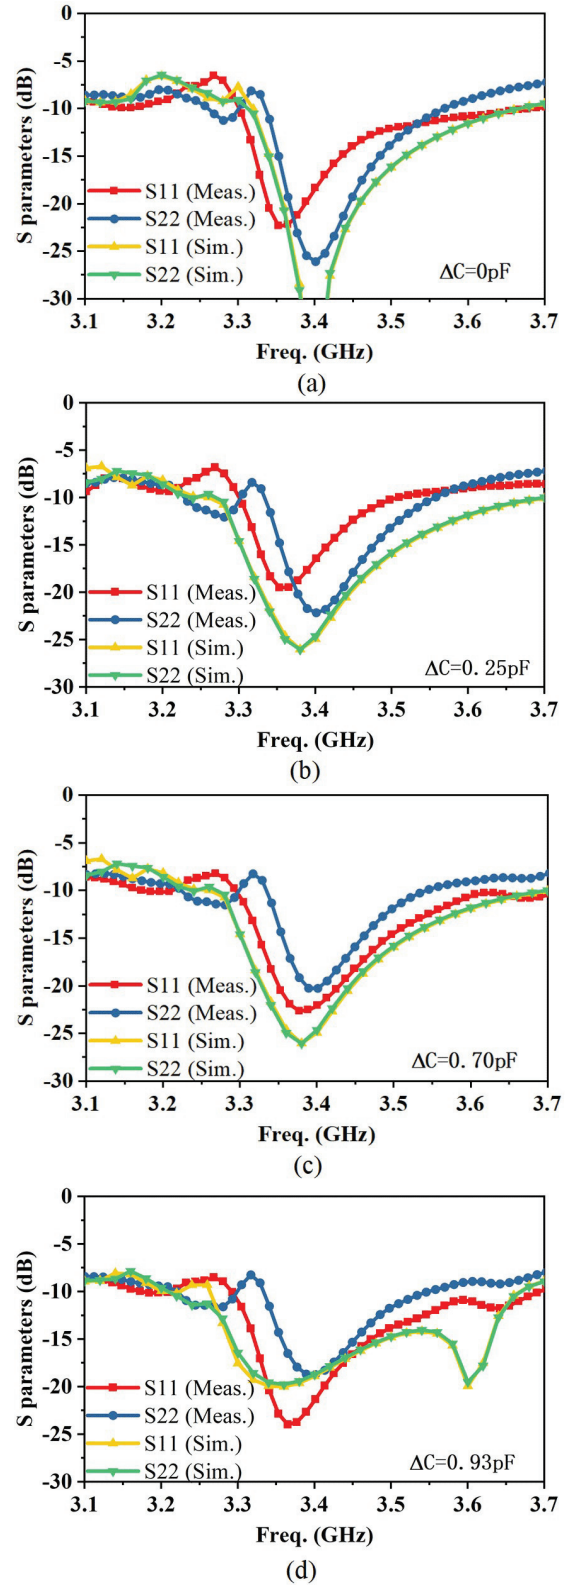 0
-5
-10
-15
-20
-25
-30
S parameters (dB)
S11 (Meas.)
S22 (Meas.)
S11 (Sim.)
S22 (Sim.)
ΔC=0pF
3.1 3.2 3.3 3.4 3.5 3.6 3.7
Freq. (GHz)
(a)
0
-5
-10
-15
-20
-25
-30
S parameters (dB)
S11 (Meas.)
S22 (Meas.)
S11 (Sim.)
S22 (Sim.)
ΔC=0.25pF
3.1 3.2 3.3 3.4 3.5 3.6 3.7
Freq. (GHz)
(b)
0
-5
-10
-15
-20
-25
-30
S parameters (dB)
S11 (Meas.)
S22 (Meas.)
S11 (Sim.)
S22 (Sim.)
ΔC=0.70pF
3.1 3.2 3.3 3.4 3.5 3.6 3.7
Freq. (GHz)
(c)
0
-5
-10
-15
-20
-25
-30
S parameters (dB)
S11 (Meas.)
S22 (Meas.)
S11 (Sim.)
S22 (Sim.)
ΔC=0.93pF
3.1 3.2 3.3 3.4 3.5 3.6 3.7
Freq. (GHz)
(d)